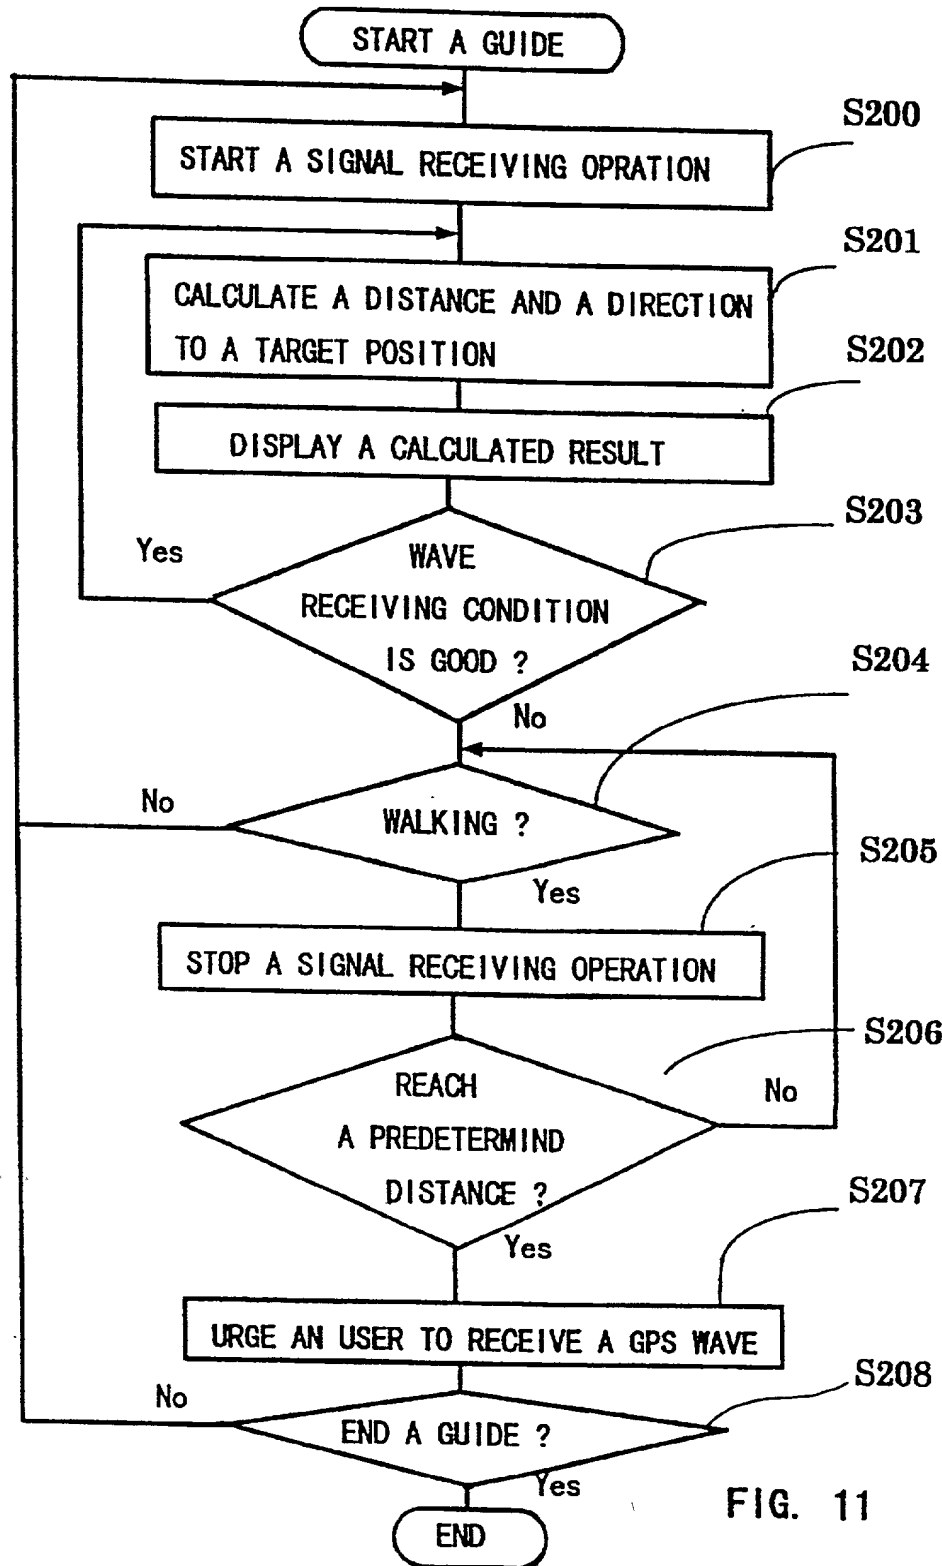 START A GUIDE
S200
START A SIGNAL RECEIVING OPRATION
S201
CALCULATE A DISTANCE AND A DIRECTION
TO A TARGET POSITION
S202
DISPLAY A CALCULATED RESULT
S203
Yes
WAVE
RECEIVING CONDITION
IS GOOD ?
No
S204
No
WALKING ?
Yes
S205
STOP A SIGNAL RECEIVING OPERATION
S206
REACH
A PREDETERMIND
DISTANCE ?
No
Yes
S207
URGE AN USER TO RECEIVE A GPS WAVE
S208
No
END A GUIDE ?
Yes
END
FIG. 11